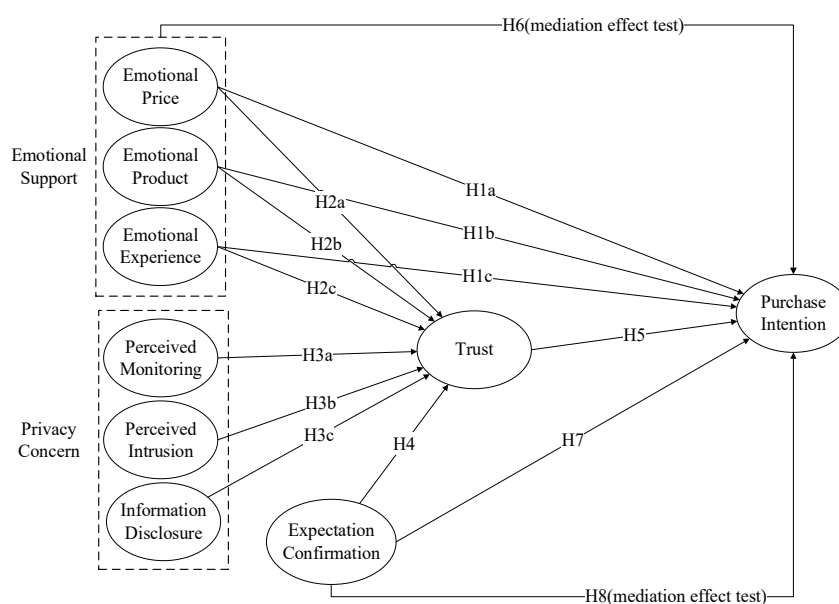 H6(mediation effect test)
Emotional
Price
Emotional
Support
Emotional
Product
Emotional
Experience
H1a
H2a
H1b
H2b
H1c
H2c
Purchase
Intention
Perceived
Monitoring
H3a
Trust
H5
Privacy
Concern
Perceived
Intrusion
H3b
H3c
H4
H7
Information
Disclosure
Expectation
Confirmation
H8(mediation effect test)